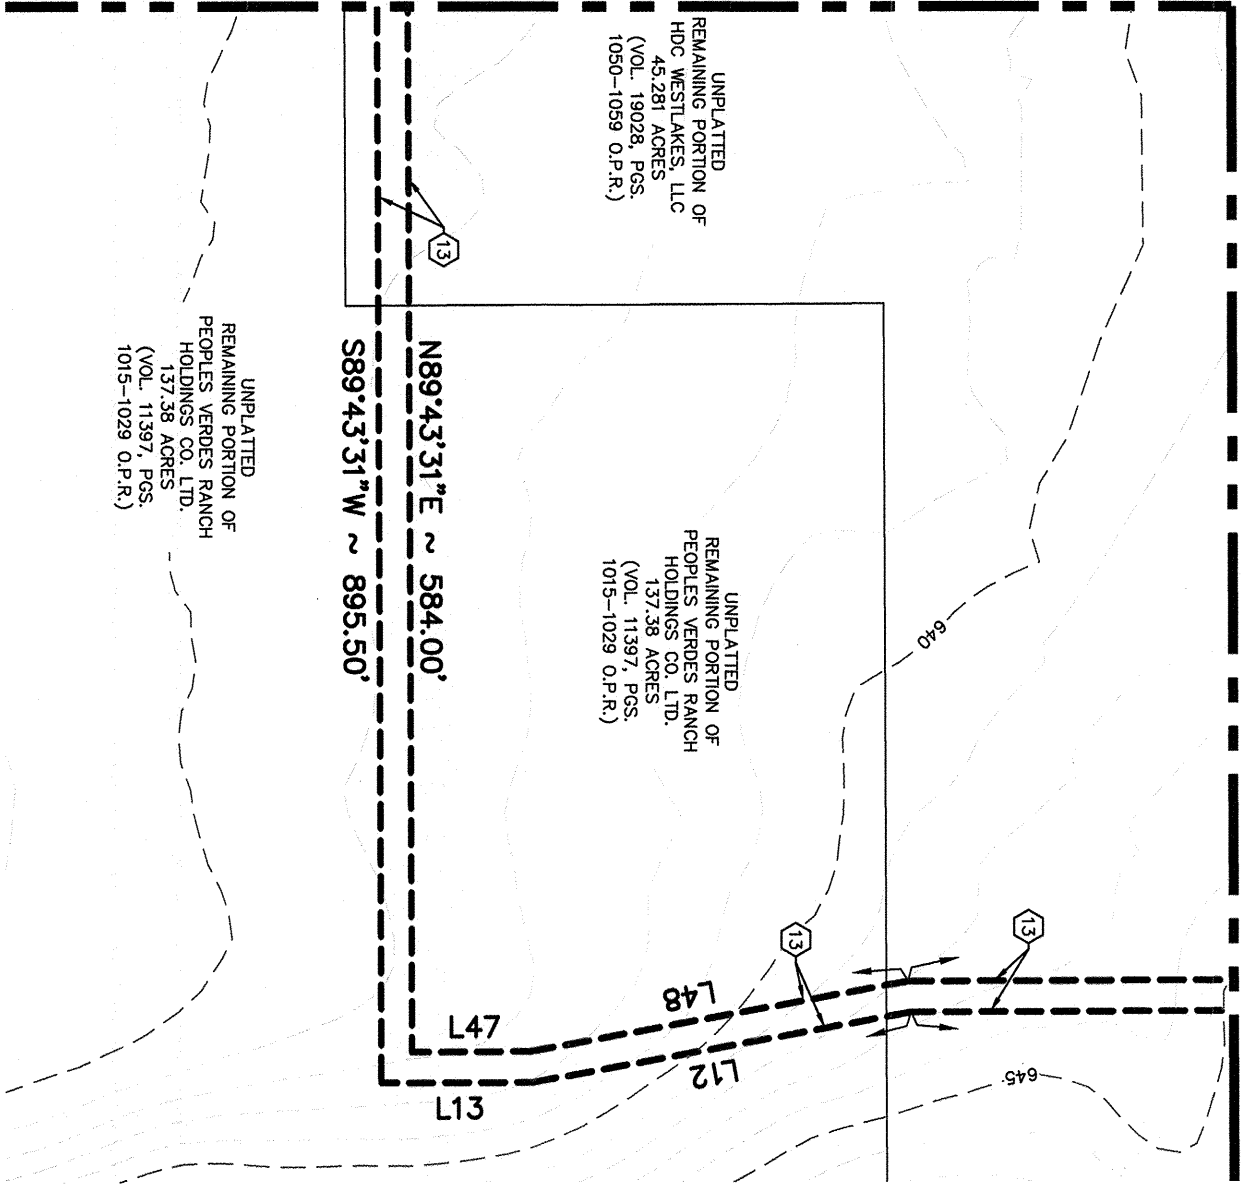 UNPLATTED
REMAINING PORTION OF
HDC WESTLAKES, LLC
45.281 ACRES
(VOL. 19028, PGS.
1050-1059 O.P.R.)
13
N89°43'31"E ~ 584.00'
S89°43'31"W ~ 895.50'
UNPLATTED
REMAINING PORTION OF
PEOPLES VERDES RANCH
HOLDINGS CO. LTD.
137.38 ACRES
(VOL. 11397, PGS.
1015-1029 O.P.R.)
UNPLATTED
REMAINING PORTION OF
PEOPLES VERDES RANCH
HOLDINGS CO. LTD.
137.38 ACRES
(VOL. 11397, PGS.
1015-1029 O.P.R.)
640
13
13
L48
L47
L12
L13
645